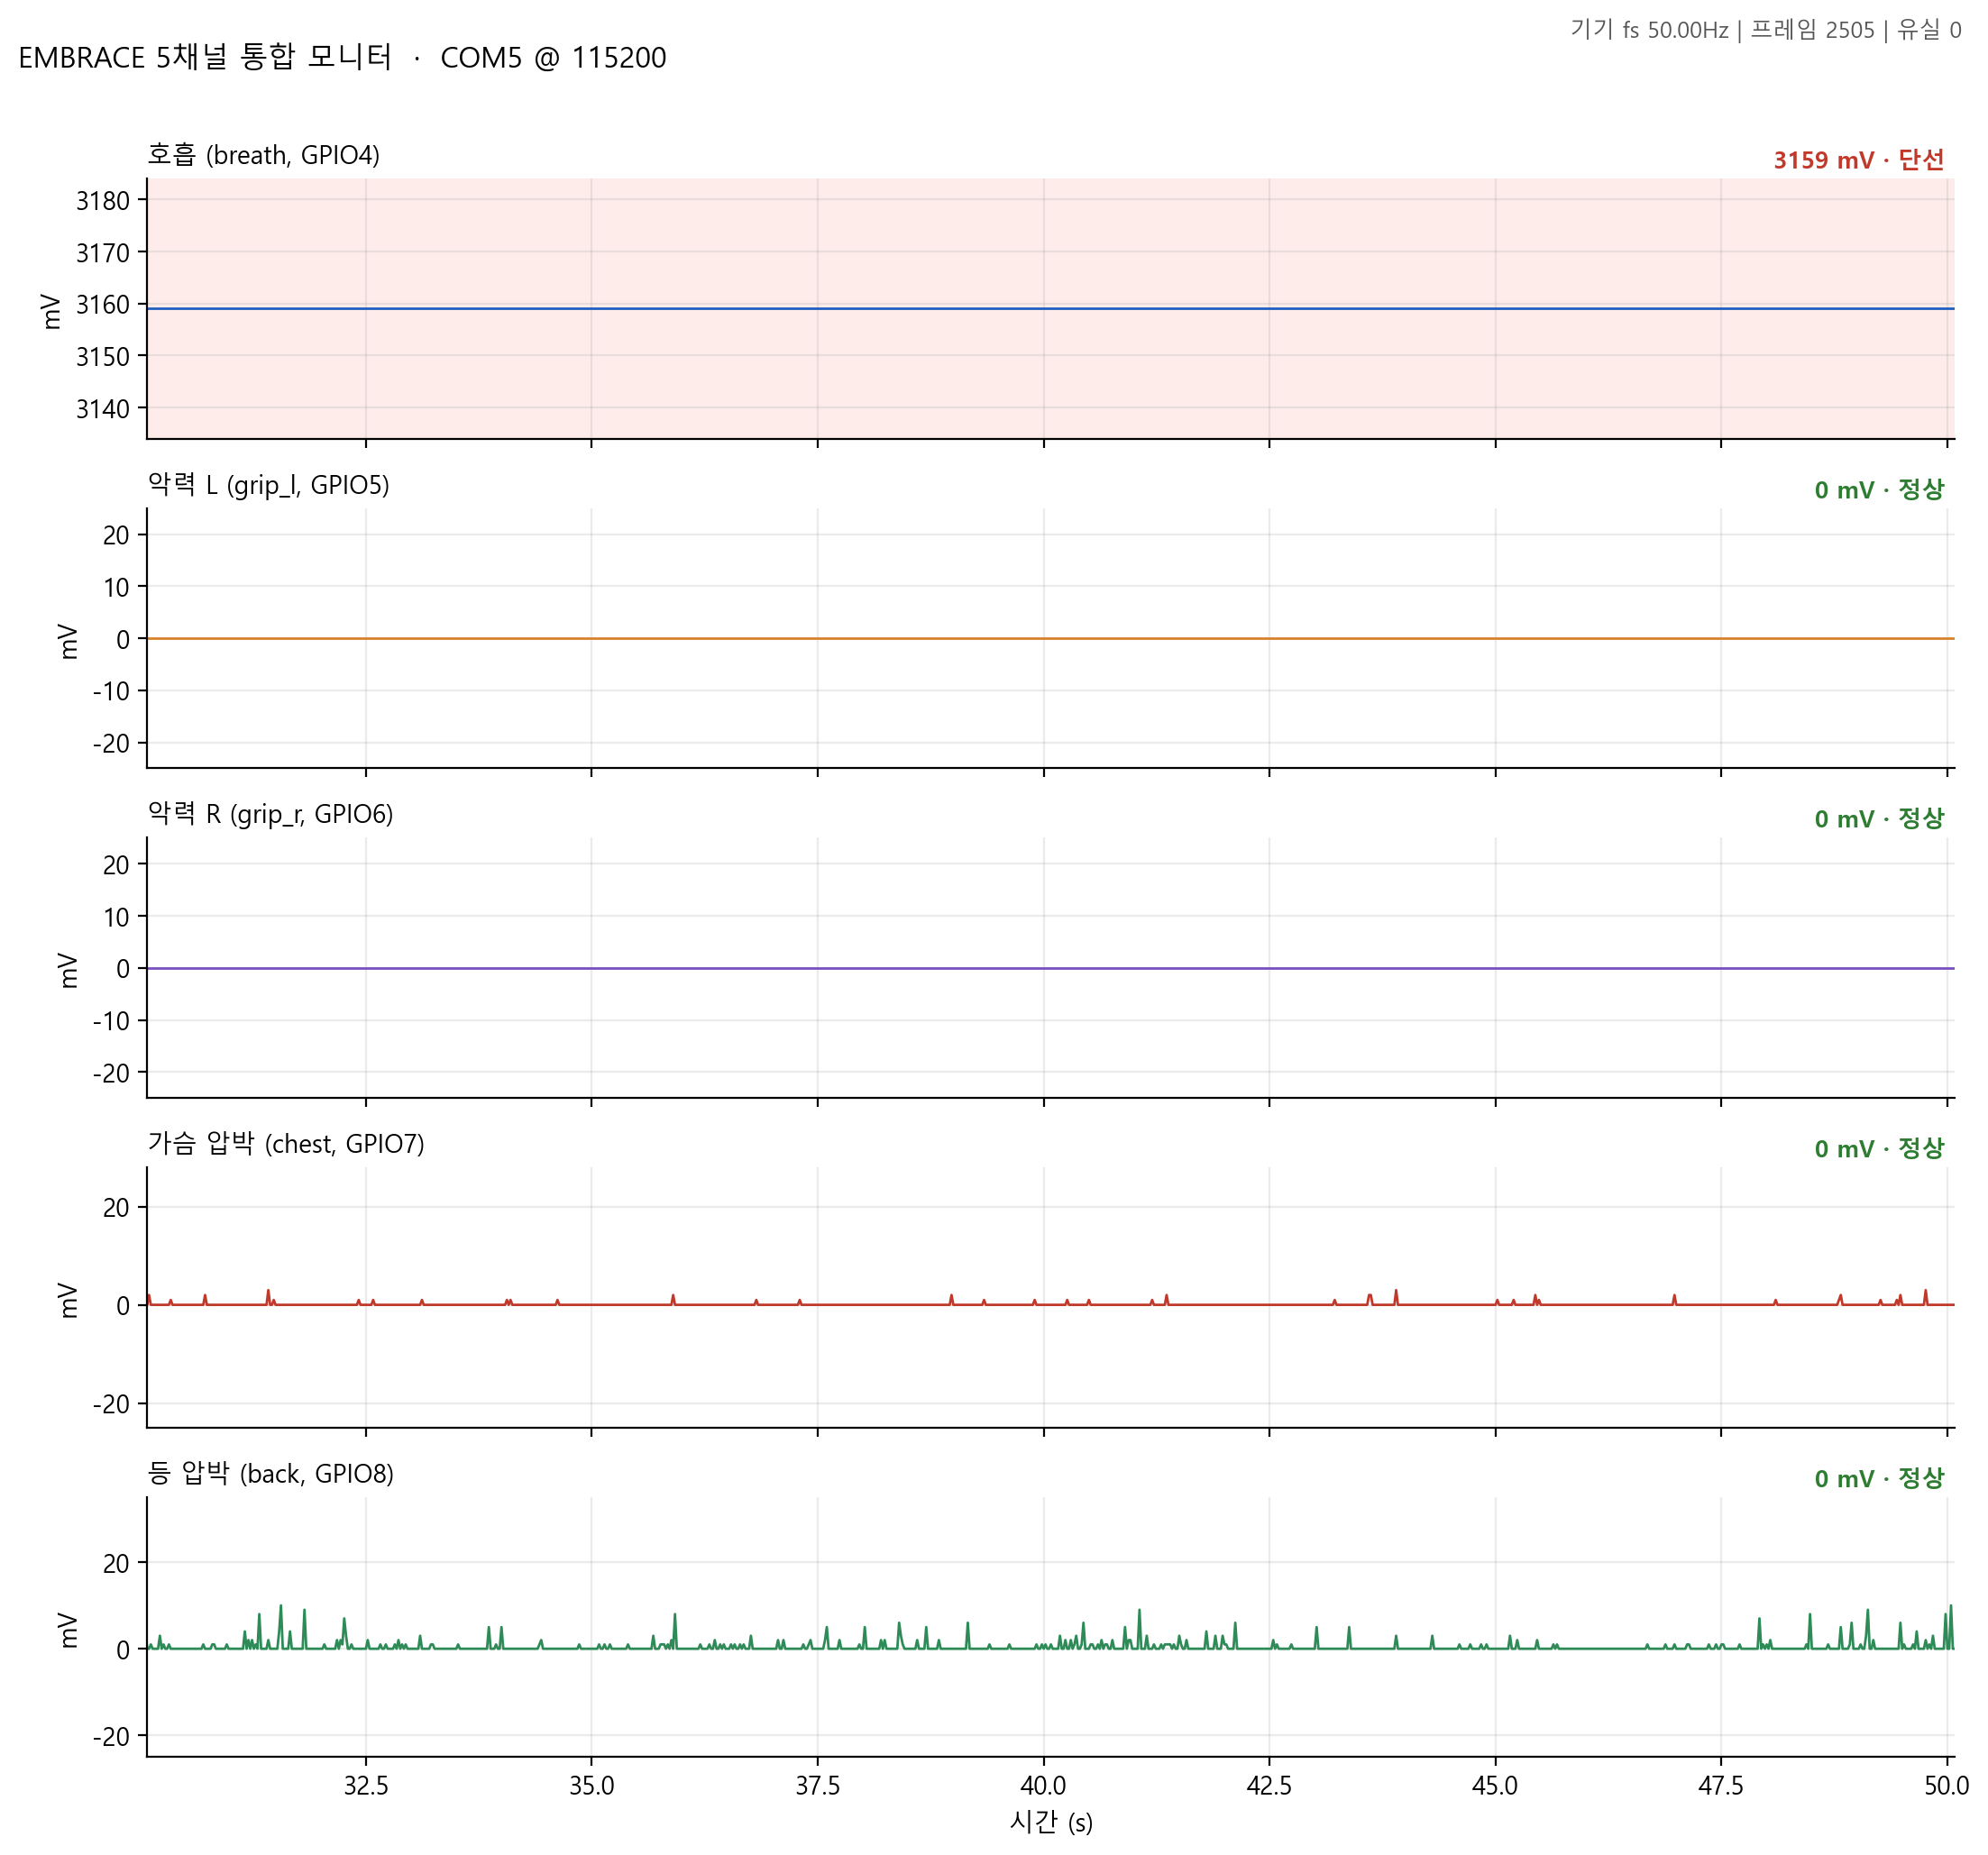 기기 fs 50.00Hz | 프레임 2505 | 유실 0
EMBRACE 5채널 통합 모니터 · COM5 @ 115200
호흡 (breath, GPIO4)
3159 mV · 단선
3180
3170
3160
3150
3140
mV
악력 L (grip_l, GPIO5)
0 mV · 정상
20
10
0
-10
-20
mV
악력 R (grip_r, GPIO6)
0 mV · 정상
20
10
0
-10
-20
mV
가슴 압박 (chest, GPIO7)
0 mV · 정상
20
0
-20
mV
등 압박 (back, GPIO8)
0 mV · 정상
20
0
-20
mV
32.5 35.0 37.5 40.0 42.5 45.0 47.5 50.0
시간 (s)